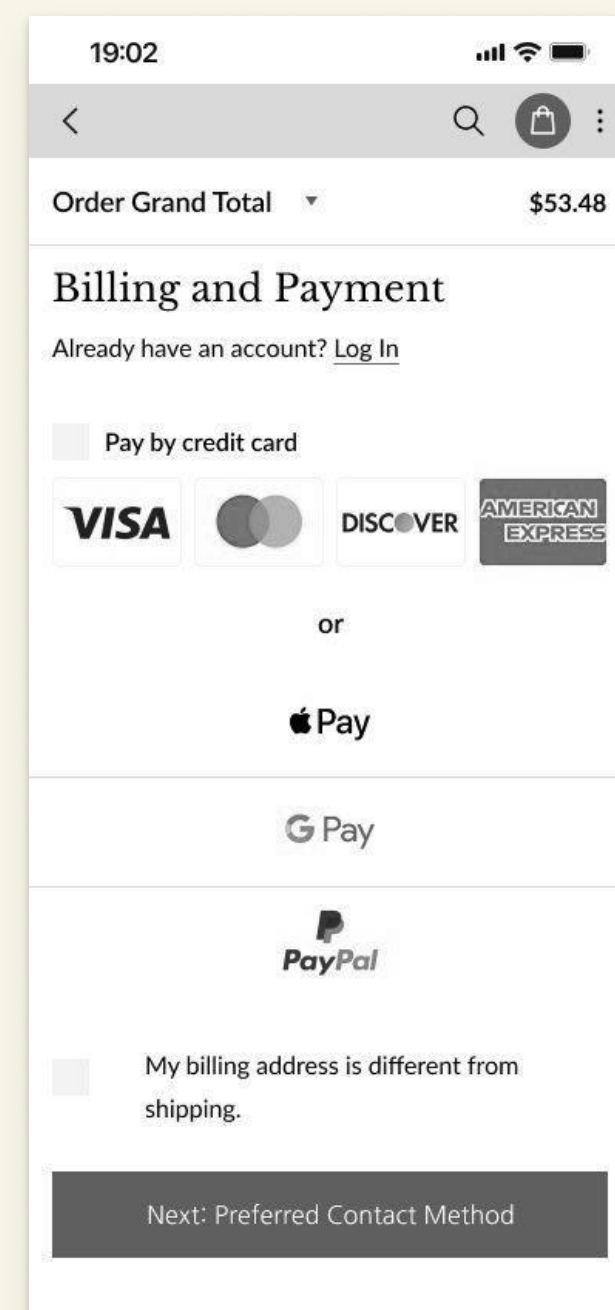 19:02
Order Grand Total $53.48
Billing and Payment
Already have an account? Log In
Pay by credit card
VISA DISCOVER AMERICAN EXPRESS
or
Pay
G Pay
PayPal
My billing address is different from
shipping.
Next: Preferred Contact Method